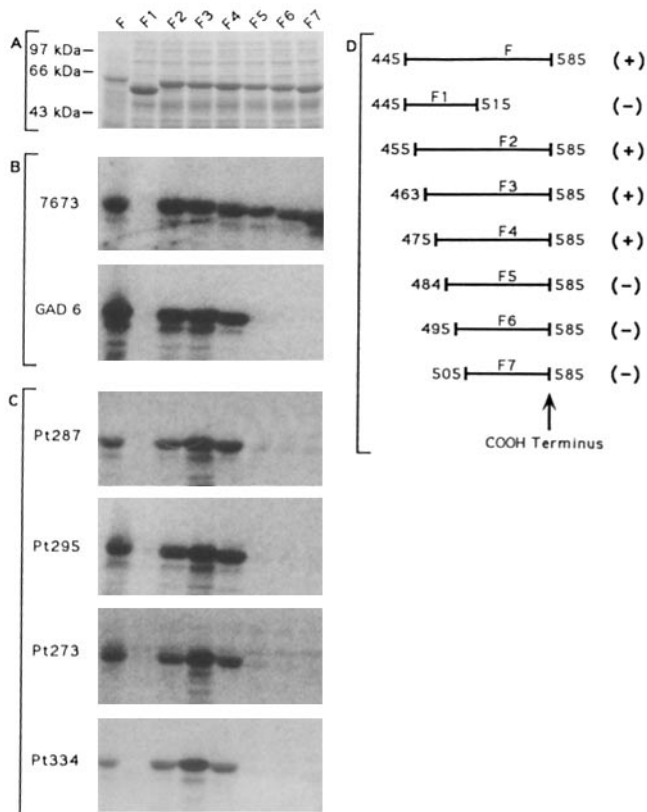 F F1 F2 F3 F4 F5 F6 F7
A
97 kDa
66 kDa
43 kDa
B
7673
GAD 6
C
Pt287
Pt295
Pt273
Pt334
D
445 F 585 (+)
445 F1 515 (-)
455 F2 585 (+)
463 F3 585 (+)
475 F4 585 (+)
484 F5 585 (-)
495 F6 585 (-)
505 F7 585 (-)
COOH Terminus